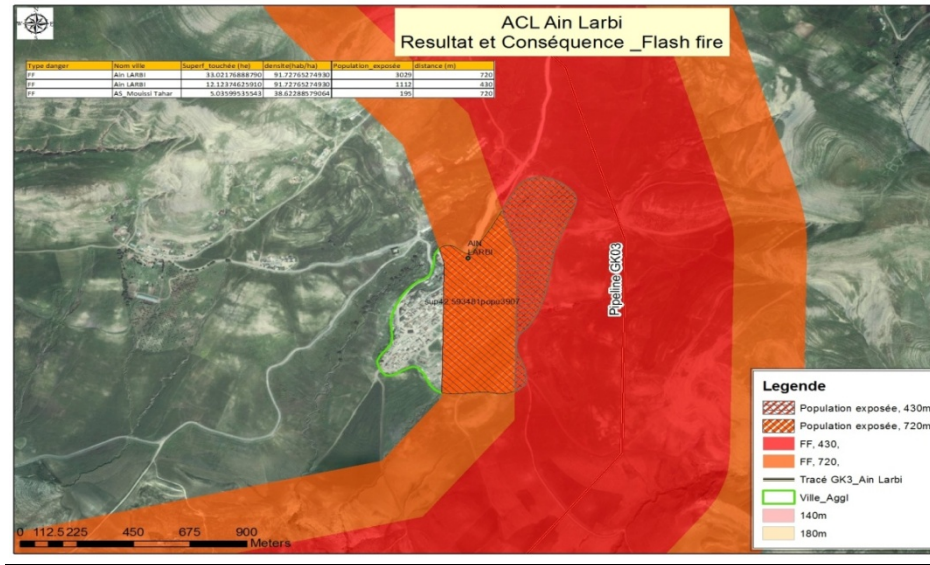 ACL Ain Larbi
Resultat et Conséquence _Flash fire
Type danger Nom ville Superf_touchée (he) densite(hab/ha) Population_exposée distance (m)
FF Ain LARBI 33.02176888790 91.72765274930 3029 720
FF Ain LARBI 12.12174625910 91.72765274930 1112 430
FF AS_Mouissi Tahar 5.03599535543 38.62288579064 195 720
AIN
LARBI
Pipeline GK03
Legende
Population exposée, 430m
Population exposée, 720m
FF, 430,
FF, 720,
Tracé GK3_Ain Larbi
Ville_Aggl
140m
180m
0 112.5 225 450 675 900
Meters